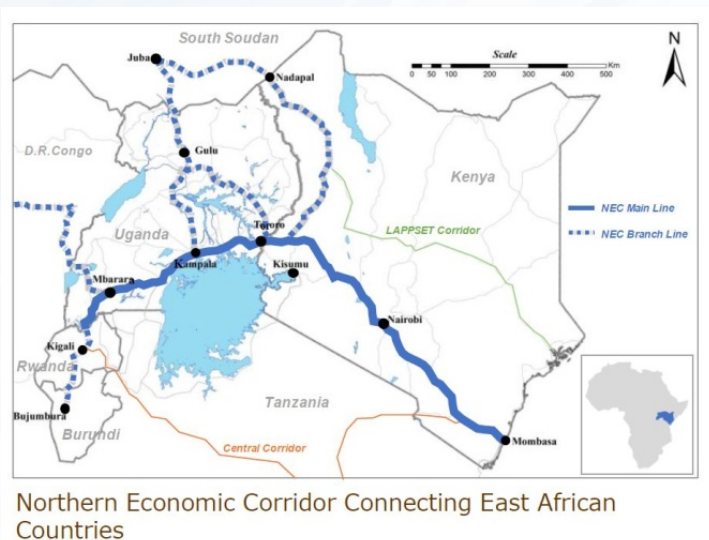 South Soudan
Juba
Nadapal
Scale
Km
0 50 100 200 300 400 500
N
D.R.Congo
Gulu
Kenya
NEC Main Line
NEC Branch Line
Uganda
Tororo
LAPPSET Corridor
Kampala
Kisumu
Mbarara
Nairobi
Kigali
Rwanda
Bujumbura
Burundi
Tanzania
Central Corridor
Mombasa
Northern Economic Corridor Connecting East African
Countries